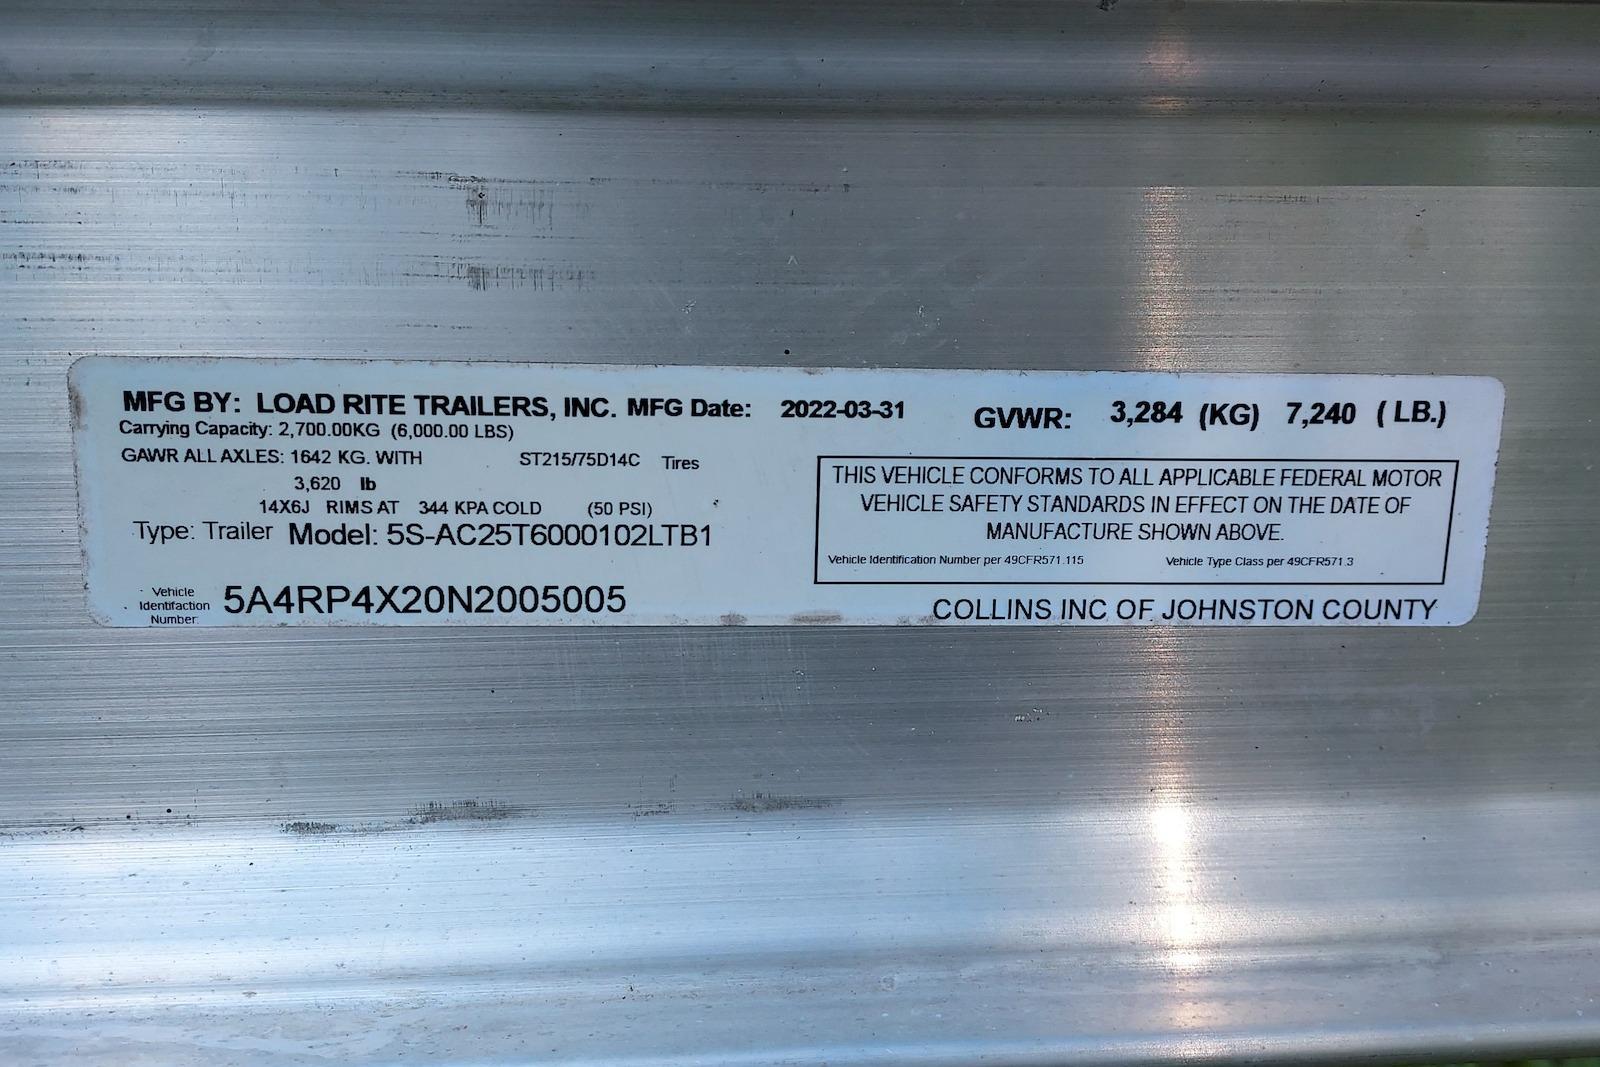 MFG BY: LOAD RITE TRAILERS, INC. MFG Date: 2022-03-31 GVWR: 3,284 (KG) 7,240 (LB.)
Carrying Capacity: 2,700.00KG (6,000.00 LBS)
GAWR ALL AXLES: 1642 KG. WITH ST215/75D14C Tires
3,620 lb
14X6J RIMS AT 344 KPA COLD (50 PSI)
Type: Trailer Model: 5S-AC25T6000102LTB1
THIS VEHICLE CONFORMS TO ALL APPLICABLE FEDERAL MOTOR
VEHICLE SAFETY STANDARDS IN EFFECT ON THE DATE OF
MANUFACTURE SHOWN ABOVE.
Vehicle Identification Number per 49CFR571.115 Vehicle Type Class per 49CFR571.3
Vehicle
Identifaction
Number:
5A4RP4X20N2005005
COLLINS INC OF JOHNSTON COUNTY